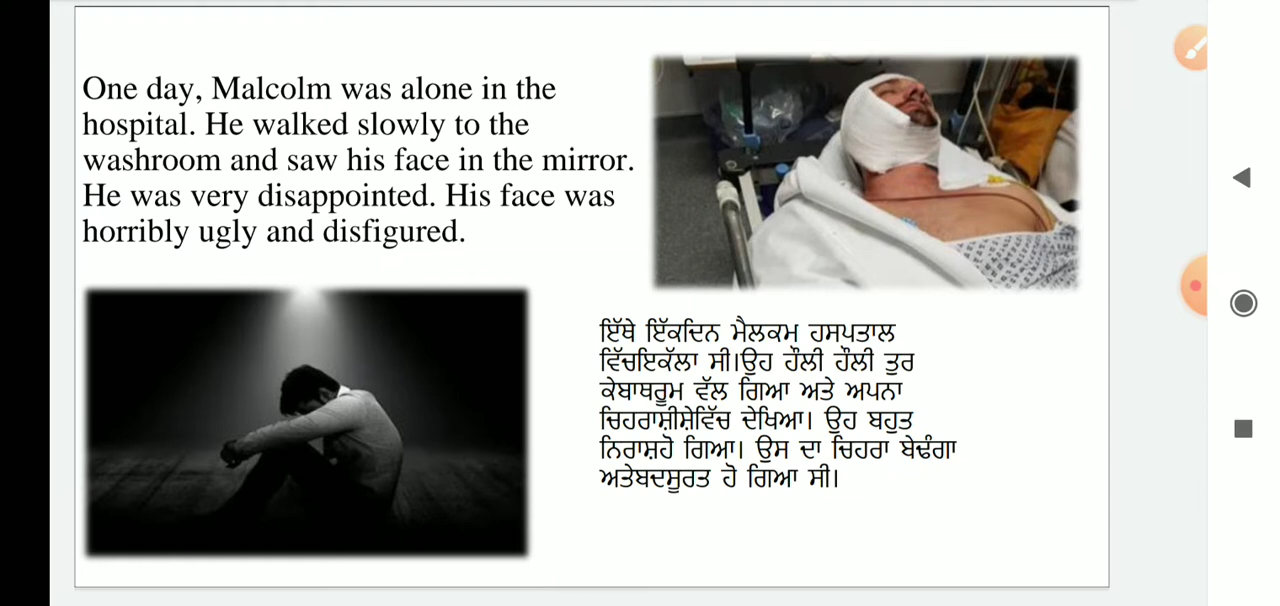 One day, Malcolm was alone in the
hospital. He walked slowly to the
washroom and saw his face in the mirror.
He was very disappointed. His face was
horribly ugly and disfigured.
ਇੱਥੇ ਇੱਕਦਿਨ ਮੈਲਕਮ ਹਸਪਤਾਲ
ਵਿੱਚਇਕੱਲਾ ਸੀ।ਉਹ ਹੌਲੀ ਹੌਲੀ ਤੁਰ
ਕੇਬਾਥਰੂਮ ਵੱਲ ਗਿਆ ਅਤੇ ਅਪਨਾ
ਚਿਹਰਾਸ਼ੀਸ਼ੇਵਿੱਚ ਦੇਖਿਆ। ਉਹ ਬਹੁਤ
ਨਿਰਾਸ਼ਹੋ ਗਿਆ। ਉਸ ਦਾ ਚਿਹਰਾ ਬੇਢੰਗਾ
ਅਤੇਬਦਸੂਰਤ ਹੋ ਗਿਆ ਸੀ।